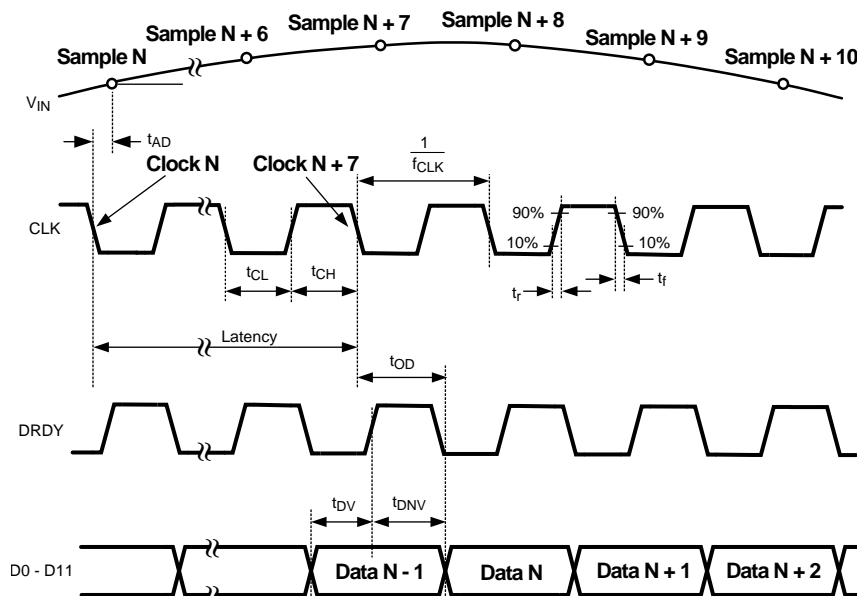 Sample N
Sample N + 6
Sample N + 7
Sample N + 8
Sample N + 9
Sample N + 10
VIN
tAD
Clock N
Clock N + 7
1
fCLK
CLK
90%
90%
10%
10%
tCL
tCH
tr
tf
Latency
tOD
DRDY
tDV
tDNV
D0 - D11
Data N - 1
Data N
Data N + 1
Data N + 2